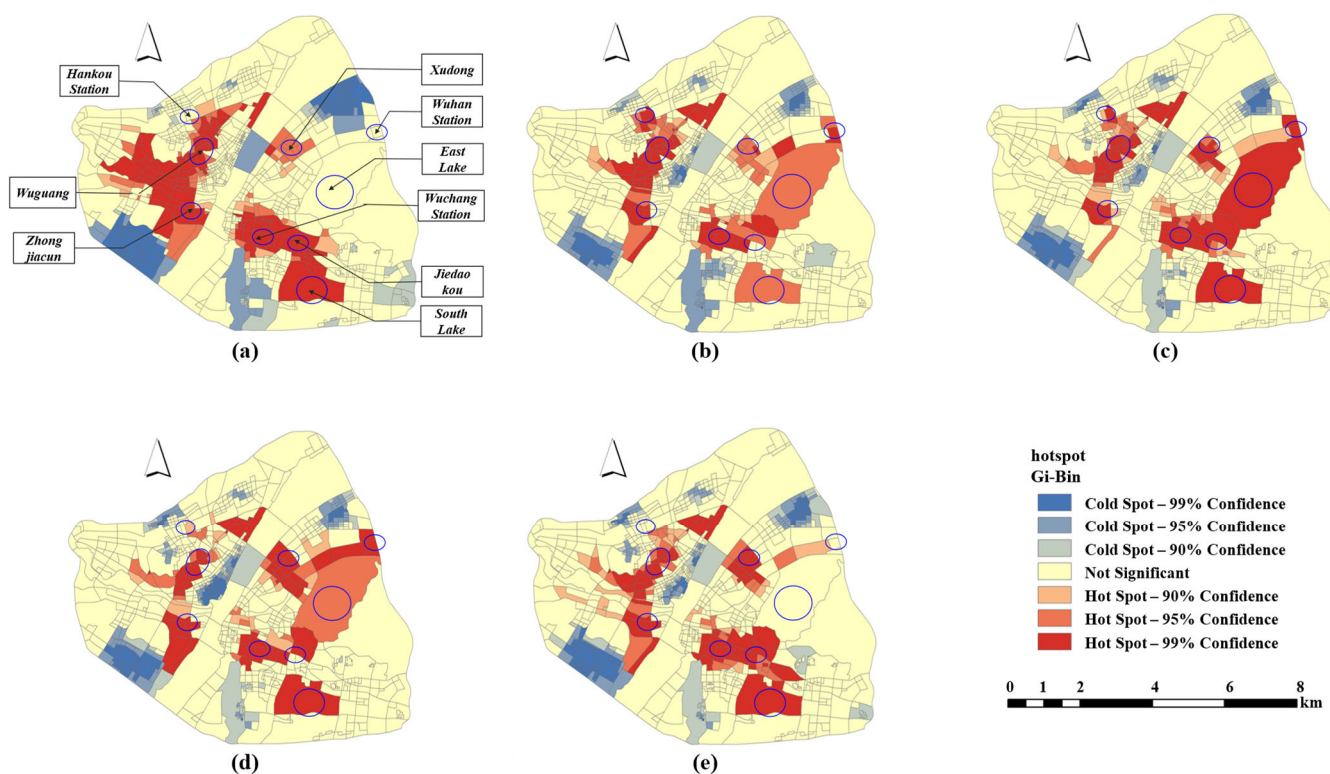 Hankou
Station
Xudong
Wuhan
Station
East
Lake
Wuguang
Wuchang
Station
Zhong
jiacun
Jiedao
kou
South
Lake
(a)
(b)
(c)
hotspot
Gi-Bin
Cold Spot – 99% Confidence
Cold Spot – 95% Confidence
Cold Spot – 90% Confidence
Not Significant
Hot Spot – 90% Confidence
Hot Spot – 95% Confidence
Hot Spot – 99% Confidence
0 1 2 4 6 8
km
(d)
(e)